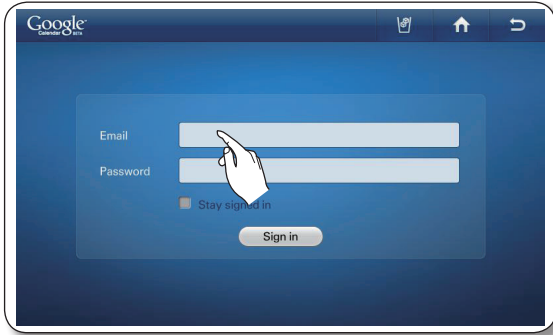 Google
Calendar BETA
Email
Password
Stay signed in
Sign in